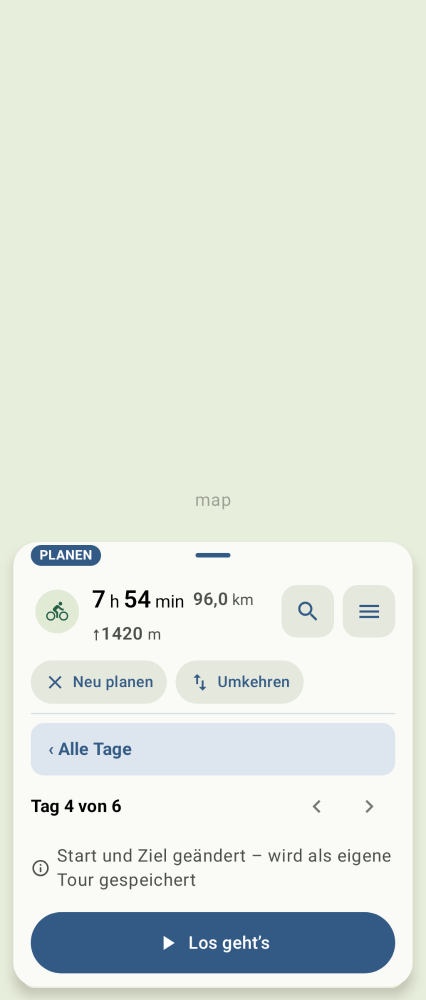 map
PLANEN
7 h 54 min 96,0 km
↑1420 m
Neu planen Umkehren
‹ Alle Tage
Tag 4 von 6
Start und Ziel geändert – wird als eigene
Tour gespeichert
Los geht’s